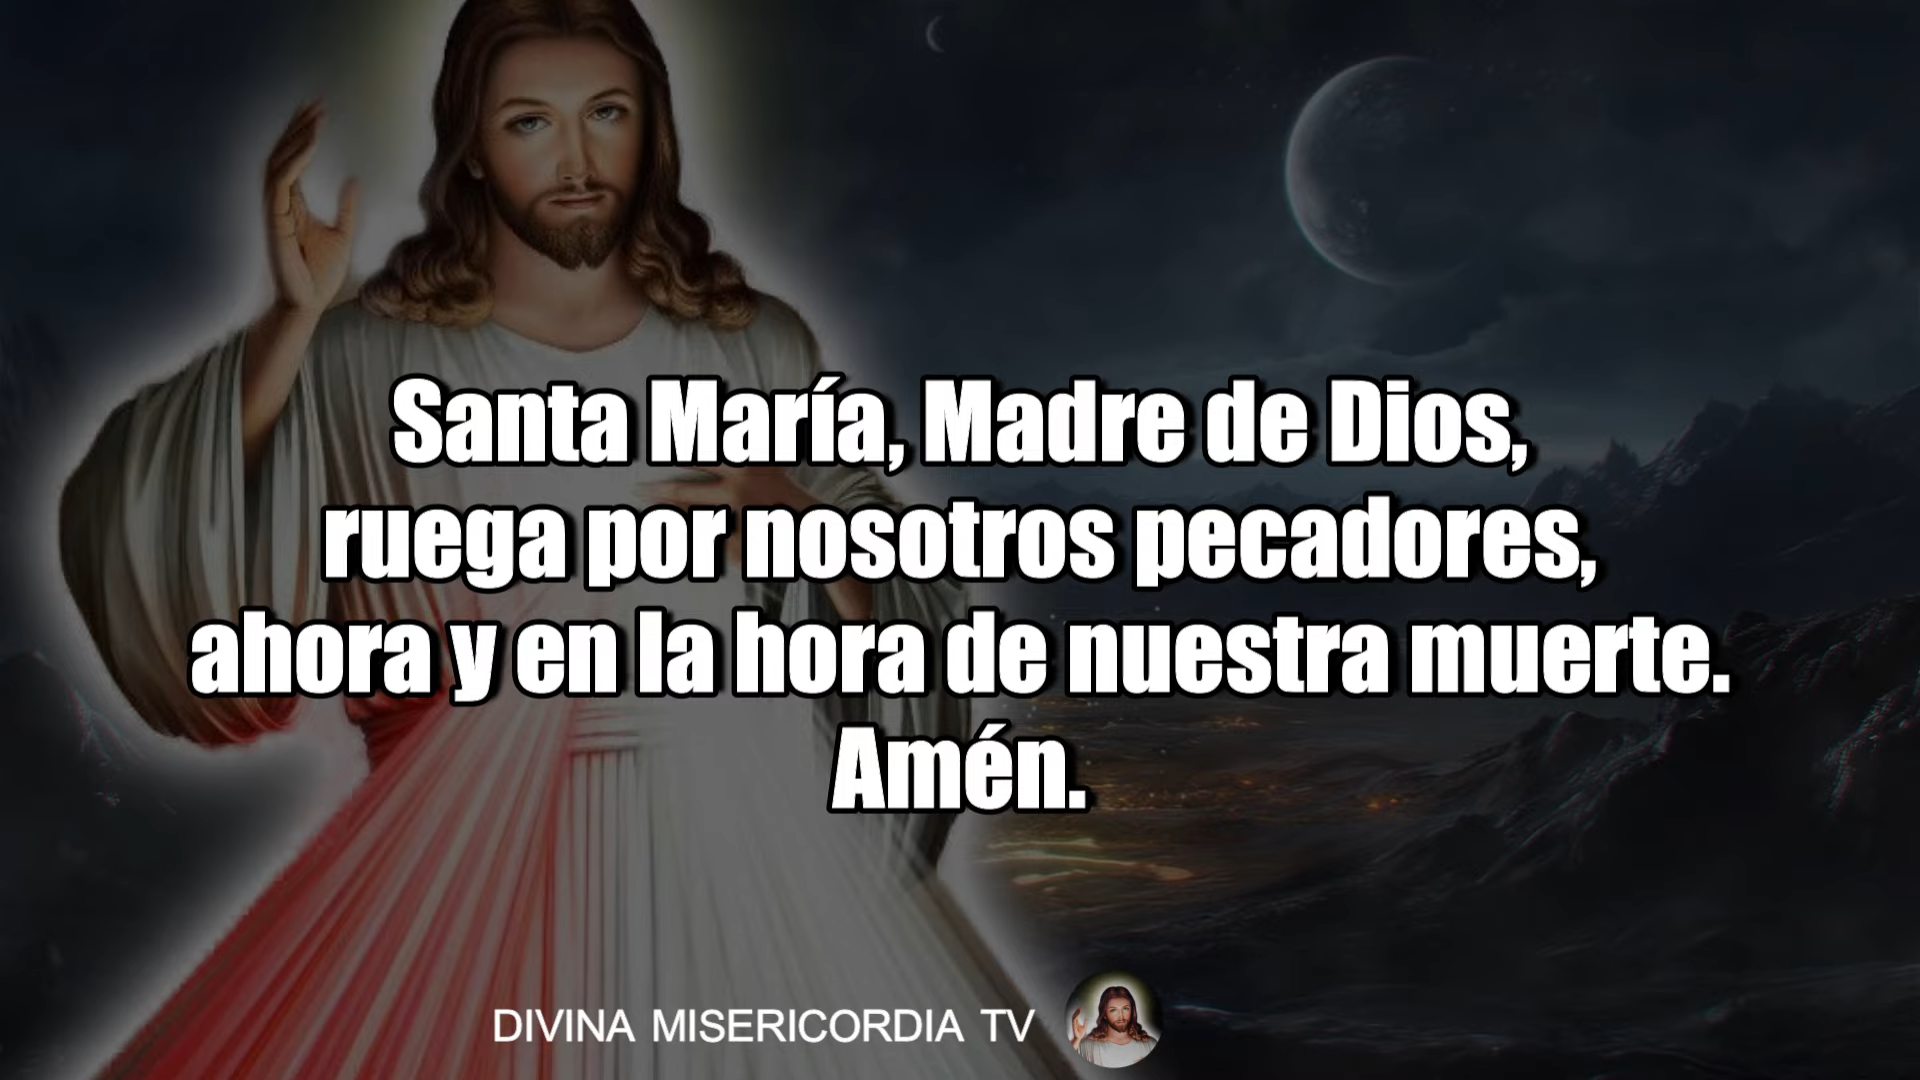 Santa María, Madre de Dios,
ruega por nosotros pecadores,
ahora y en la hora de nuestra muerte.
Amén.
DIVINA MISERICORDIA TV